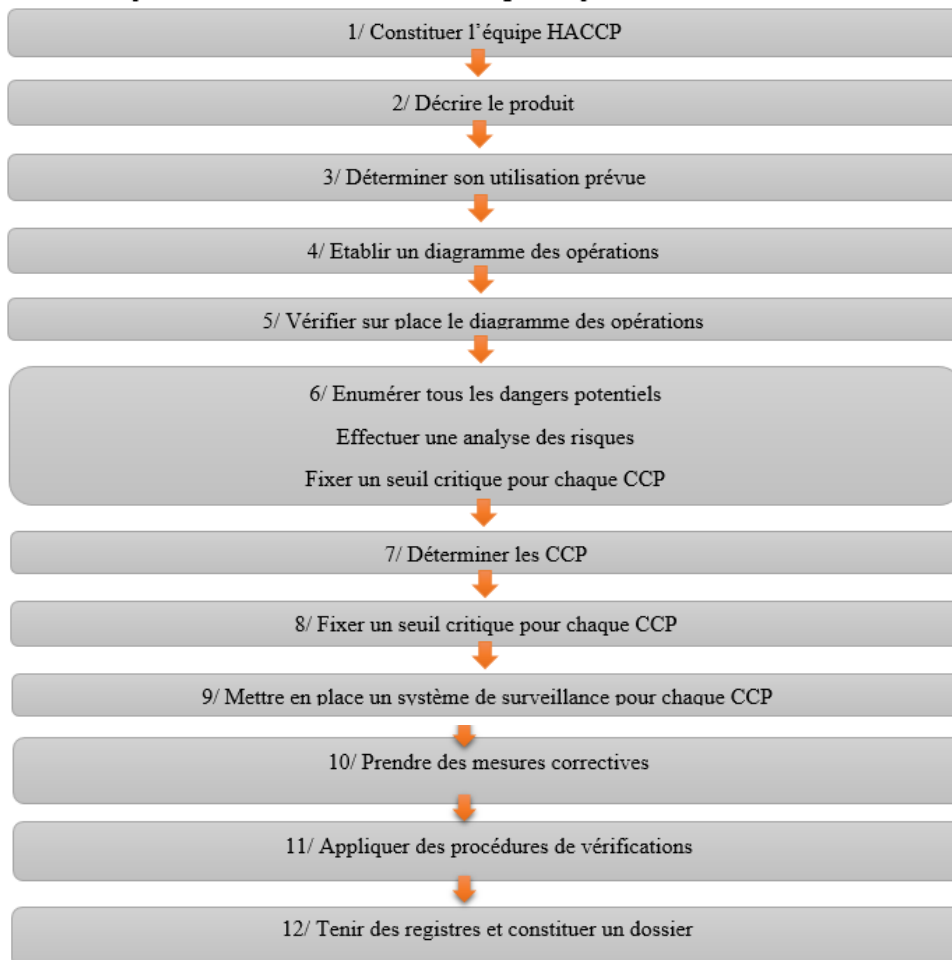 1/ Constituer l'équipe HACCP
2/ Décrire le produit
3/ Déterminer son utilisation prévue
4/ Etablir un diagramme des opérations
5/ Vérifier sur place le diagramme des opérations
6/ Enumérer tous les dangers potentiels
Effectuer une analyse des risques
Fixer un seuil critique pour chaque CCP
7/ Déterminer les CCP
8/ Fixer un seuil critique pour chaque CCP
9/ Mettre en place un système de surveillance pour chaque CCP
10/ Prendre des mesures correctives
11/ Appliquer des procédures de vérifications
12/ Tenir des registres et constituer un dossier